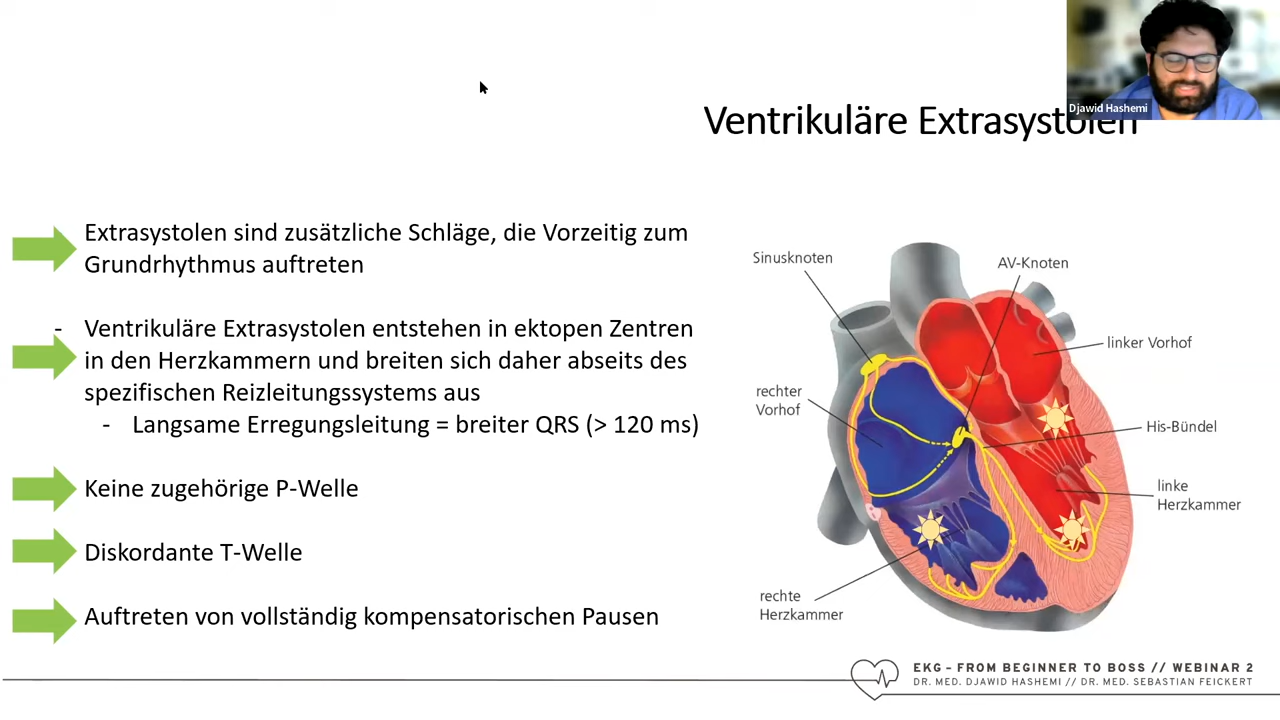 Djawid Hashemi
Ventrikuläre Extrasystolen
Extrasystolen sind zusätzliche Schläge, die Vorzeitig zum
Grundrhythmus auftreten
- Ventrikuläre Extrasystolen entstehen in ektopen Zentren
in den Herzkammern und breiten sich daher abseits des
spezifischen Reizleitungssystems aus
- Langsame Erregungsleitung = breiter QRS (> 120 ms)
Keine zugehörige P-Welle
Diskordante T-Welle
Auftreten von vollständig kompensatorischen Pausen
Sinusknoten
AV-Knoten
linker Vorhof
rechter
Vorhof
His-Bündel
linke
Herzkammer
rechte
Herzkammer
EKG – FROM BEGINNER TO BOSS // WEBINAR 2
DR. MED. DJAWID HASHEMI // DR. MED. SEBASTIAN FEICKERT